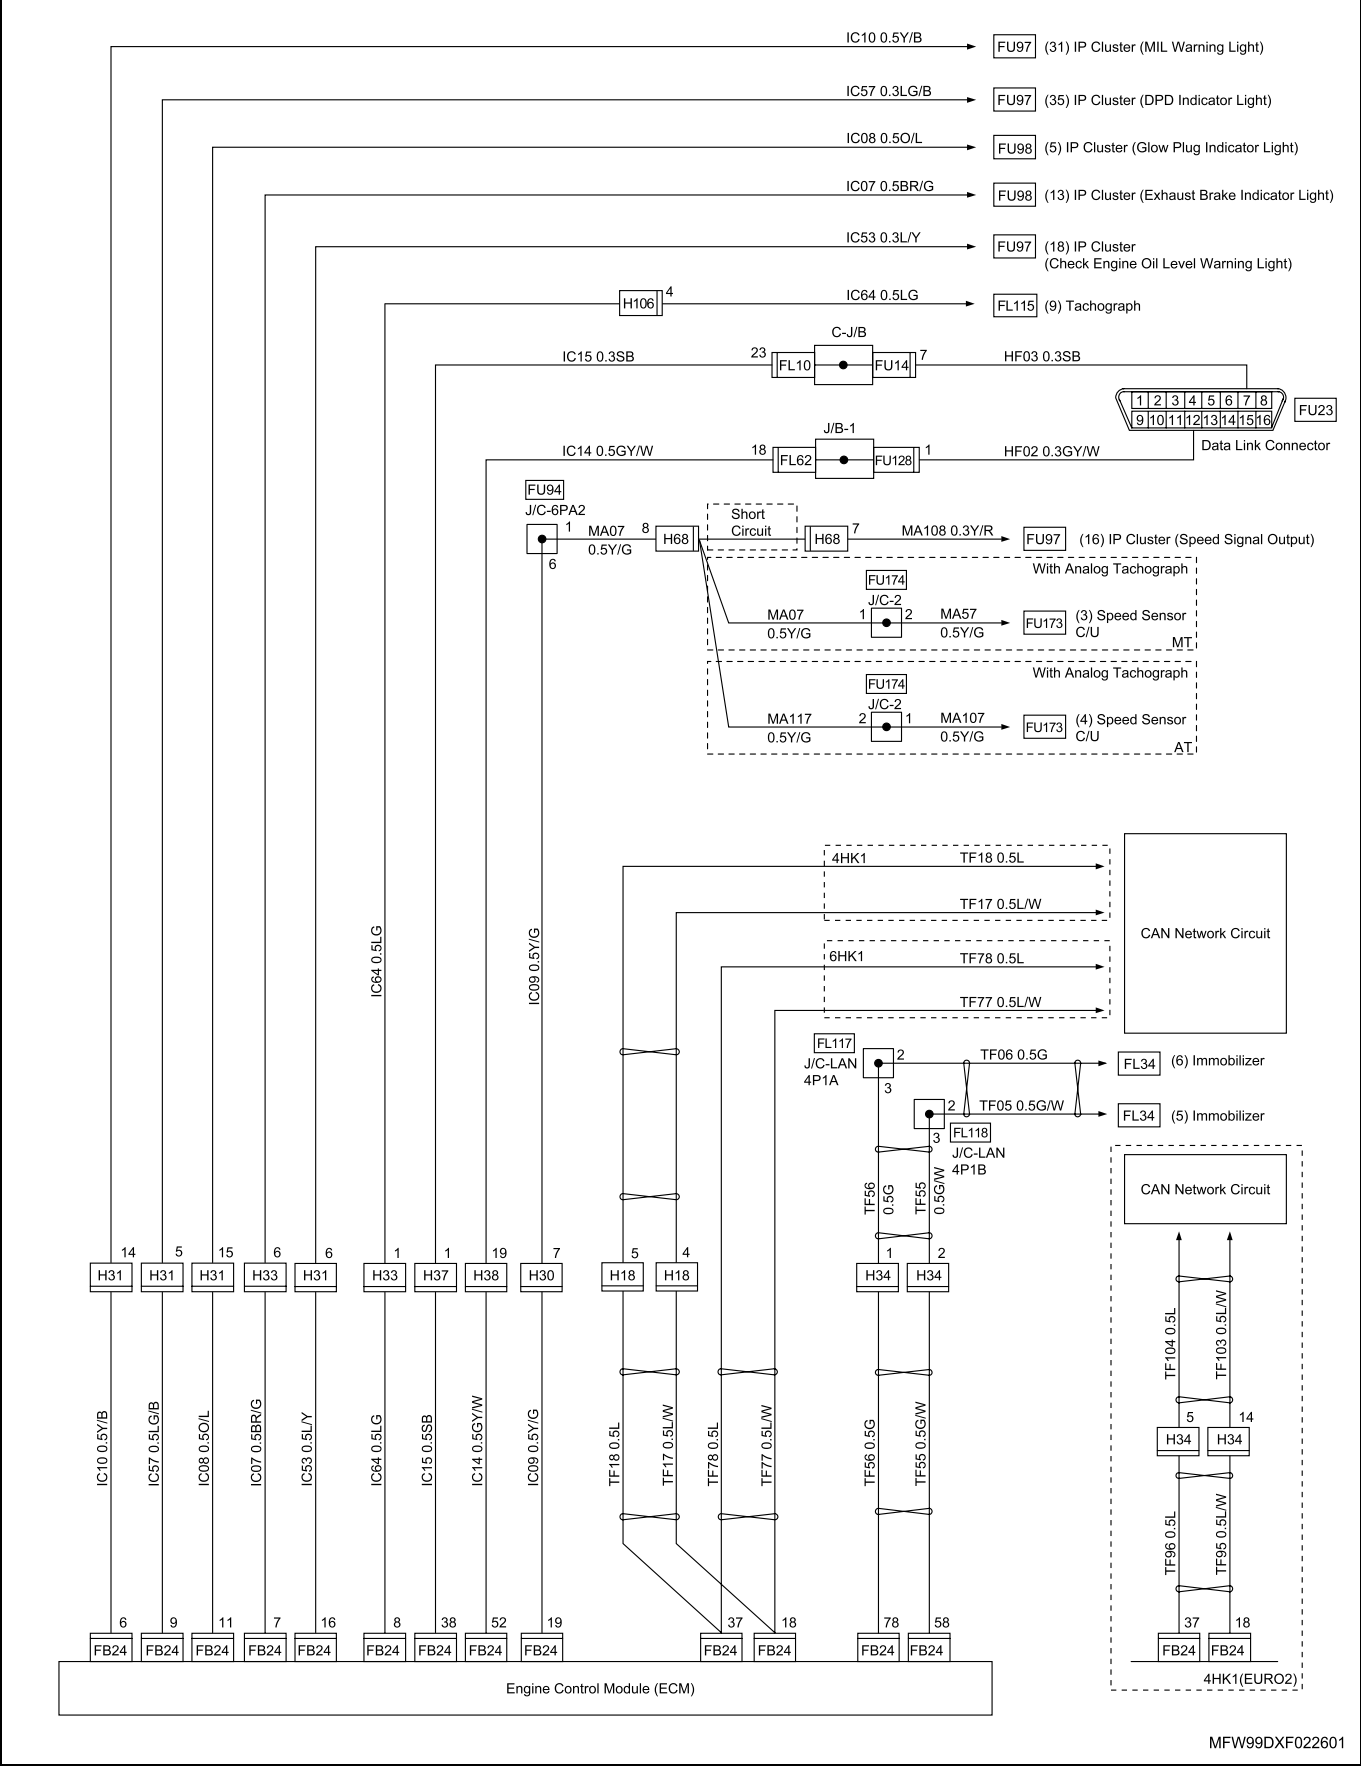 IC10 0.5Y/B
FU97 (31) IP Cluster (MIL Warning Light)
IC57 0.3LG/B
FU97 (35) IP Cluster (DPD Indicator Light)
IC08 0.5O/L
FU98 (5) IP Cluster (Glow Plug Indicator Light)
IC07 0.5BR/G
FU98 (13) IP Cluster (Exhaust Brake Indicator Light)
IC53 0.3L/Y
FU97 (18) IP Cluster
(Check Engine Oil Level Warning Light)
H106 4 IC64 0.5LG
FL115 (9) Tachograph
C-J/B
IC15 0.3SB 23 FL10 FU14 7 HF03 0.3SB
1 2 3 4 5 6 7 8
9 10 11 12 13 14 15 16
FU23
Data Link Connector
J/B-1
IC14 0.5GY/W 18 FL62 FU128 1 HF02 0.3GY/W
FU94
J/C-6PA2
1 MA07 8 H68
0.5Y/G
6
Short
Circuit
H68 7 MA108 0.3Y/R FU97 (16) IP Cluster (Speed Signal Output)
With Analog Tachograph
FU174
J/C-2
MA07 1 2 MA57
0.5Y/G 0.5Y/G
FU173 (3) Speed Sensor
C/U
MT
With Analog Tachograph
FU174
J/C-2
MA117 2 1 MA107
0.5Y/G 0.5Y/G
FU173 (4) Speed Sensor
C/U
AT
4HK1 TF18 0.5L
TF17 0.5L/W
6HK1 TF78 0.5L
TF77 0.5L/W
CAN Network Circuit
IC64 0.5LG
IC09 0.5Y/G
FL117
J/C-LAN
4P1A
2 TF06 0.5G FL34 (6) Immobilizer
3
2 TF05 0.5G/W FL34 (5) Immobilizer
3
FL118
J/C-LAN
4P1B
TF56
0.5G
TF55
0.5G/W
CAN Network Circuit
14 5 15 6 6 1 1 19 7 5 4 1 2
H31 H31 H31 H33 H31 H33 H37 H38 H30 H18 H18 H34 H34
TF104 0.5L
TF103 0.5L/W
5 14
H34 H34
IC10 0.5Y/B
IC57 0.5LG/B
IC08 0.5O/L
IC07 0.5BR/G
IC53 0.5L/Y
IC64 0.5LG
IC15 0.5SB
IC14 0.5GY/W
IC09 0.5Y/G
TF18 0.5L
TF17 0.5L/W
TF78 0.5L
TF77 0.5L/W
TF56 0.5G
TF55 0.5G/W
TF96 0.5L
TF95 0.5L/W
6 9 11 7 16 8 38 52 19 37 18 78 58 37 18
FB24 FB24 FB24 FB24 FB24 FB24 FB24 FB24 FB24 FB24 FB24 FB24 FB24 FB24 FB24
Engine Control Module (ECM)
4HK1(EURO2)
MFW99DXF022601